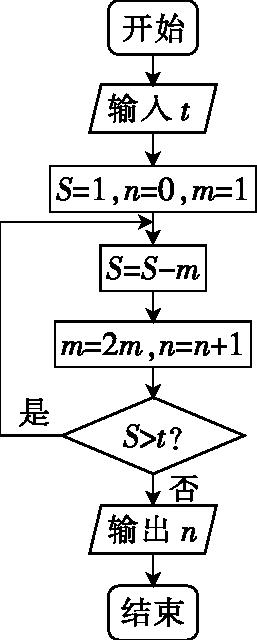 开始
输入 t
S=1,n=0,m=1
S=S-m
m=2m,n=n+1
是
S>t?
否
输出 n
结束